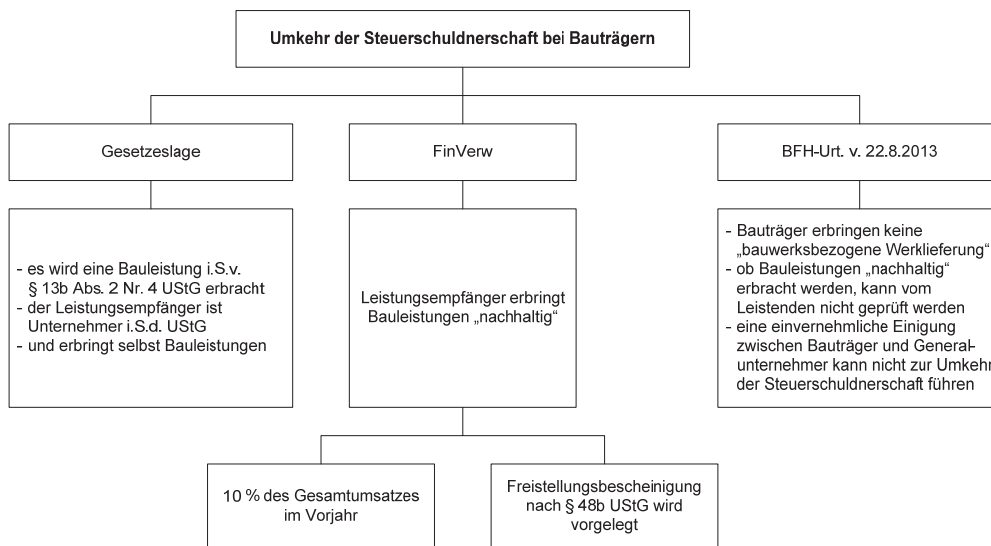 Umkehr der Steuerschuldnerschaft bei Bauträgern
Gesetzeslage
FinVerw
BFH-Urt. v. 22.8.2013
- es wird eine Bauleistung i.S.v.
§ 13b Abs. 2 Nr. 4 UStG erbracht
- der Leistungsempfänger ist
Unternehmer i.S.d. UStG
- und erbringt selbst Bauleistungen
Leistungsempfänger erbringt
Bauleistungen „nachhaltig“
- Bauträger erbringen keine
„bauwerksbezogene Werklieferung“
- ob Bauleistungen „nachhaltig“
erbracht werden, kann vom
Leistenden nicht geprüft werden
- eine einvernehmliche Einigung
zwischen Bauträger und General-
unternehmer kann nicht zur Umkehr
der Steuerschuldnerschaft führen
10 % des Gesamtumsatzes
im Vorjahr
Freistellungsbescheinigung
nach § 48b UStG wird
vorgelegt